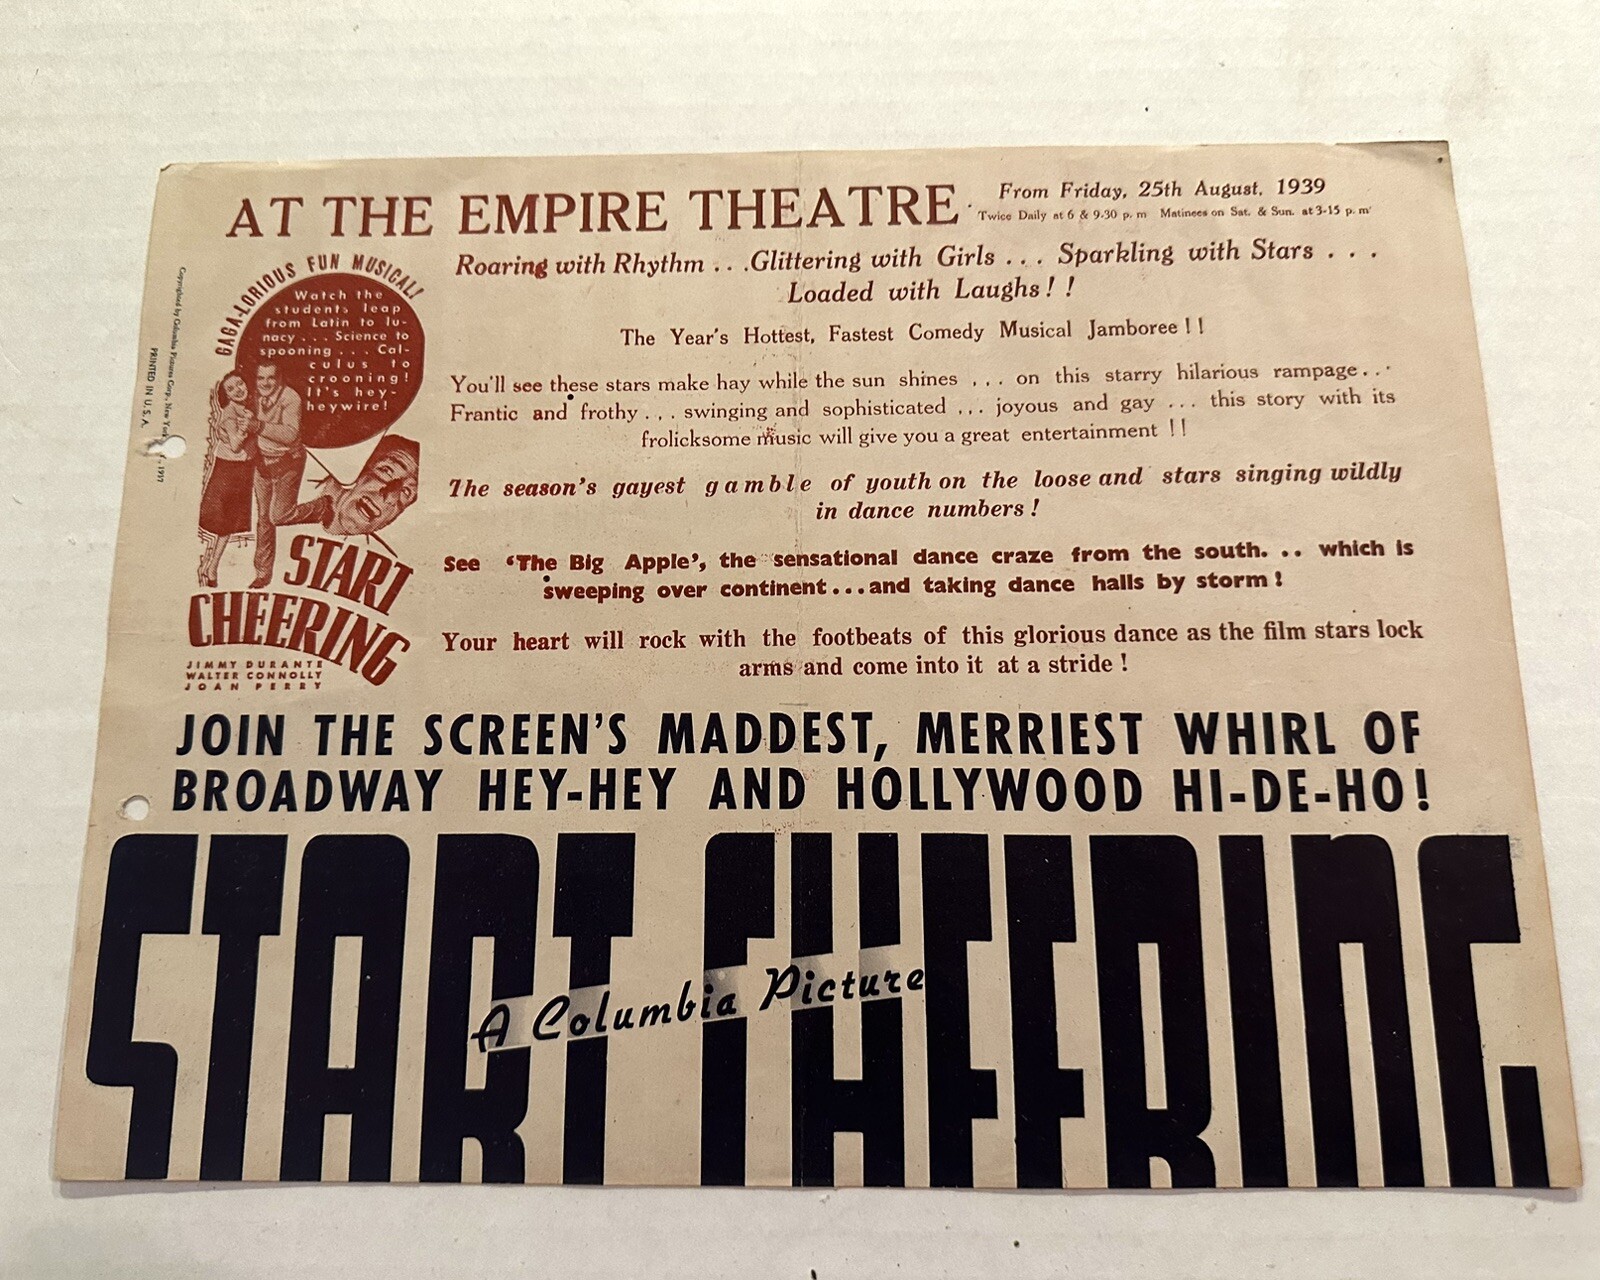 AT THE EMPIRE THEATRE
From Friday, 25th August, 1939
Twice Daily at 6 & 9-30 p. m Matinees on Sat. & Sun. at 3-15 p. m
Roaring with Rhythm . . . Glittering with Girls . . . Sparkling with Stars . . .
Loaded with Laughs ! !
The Year's Hottest, Fastest Comedy Musical Jamboree ! !
You'll see these stars make hay while the sun shines . . . on this starry hilarious rampage . . .
Frantic and frothy . . . swinging and sophisticated . . . joyous and gay . . . this story with its
frolicksome music will give you a great entertainment ! !
The season's gayest gamble of youth on the loose and stars singing wildly
in dance numbers !
See ‘The Big Apple’, the sensational dance craze from the south. . . which is
sweeping over continent . . . and taking dance halls by storm !
Your heart will rock with the footbeats of this glorious dance as the film stars lock
arms and come into it at a stride !
GAGA-LORIOUS FUN MUSICAL!
Watch the
students leap
from Latin to lu-
nacy . . . Science to
spooning . . . Cal-
culus to
crooning!
It's hey-
heywire!
START
CHEERING
JIMMY DURANTE
WALTER CONNOLLY
JOAN PERRY
Copyrighted by Columbia Pictures Corp., New York 1937
PRINTED IN U.S.A.
JOIN THE SCREEN'S MADDEST, MERRIEST WHIRL OF
BROADWAY HEY-HEY AND HOLLYWOOD HI-DE-HO!
START CHEERING
A Columbia Picture